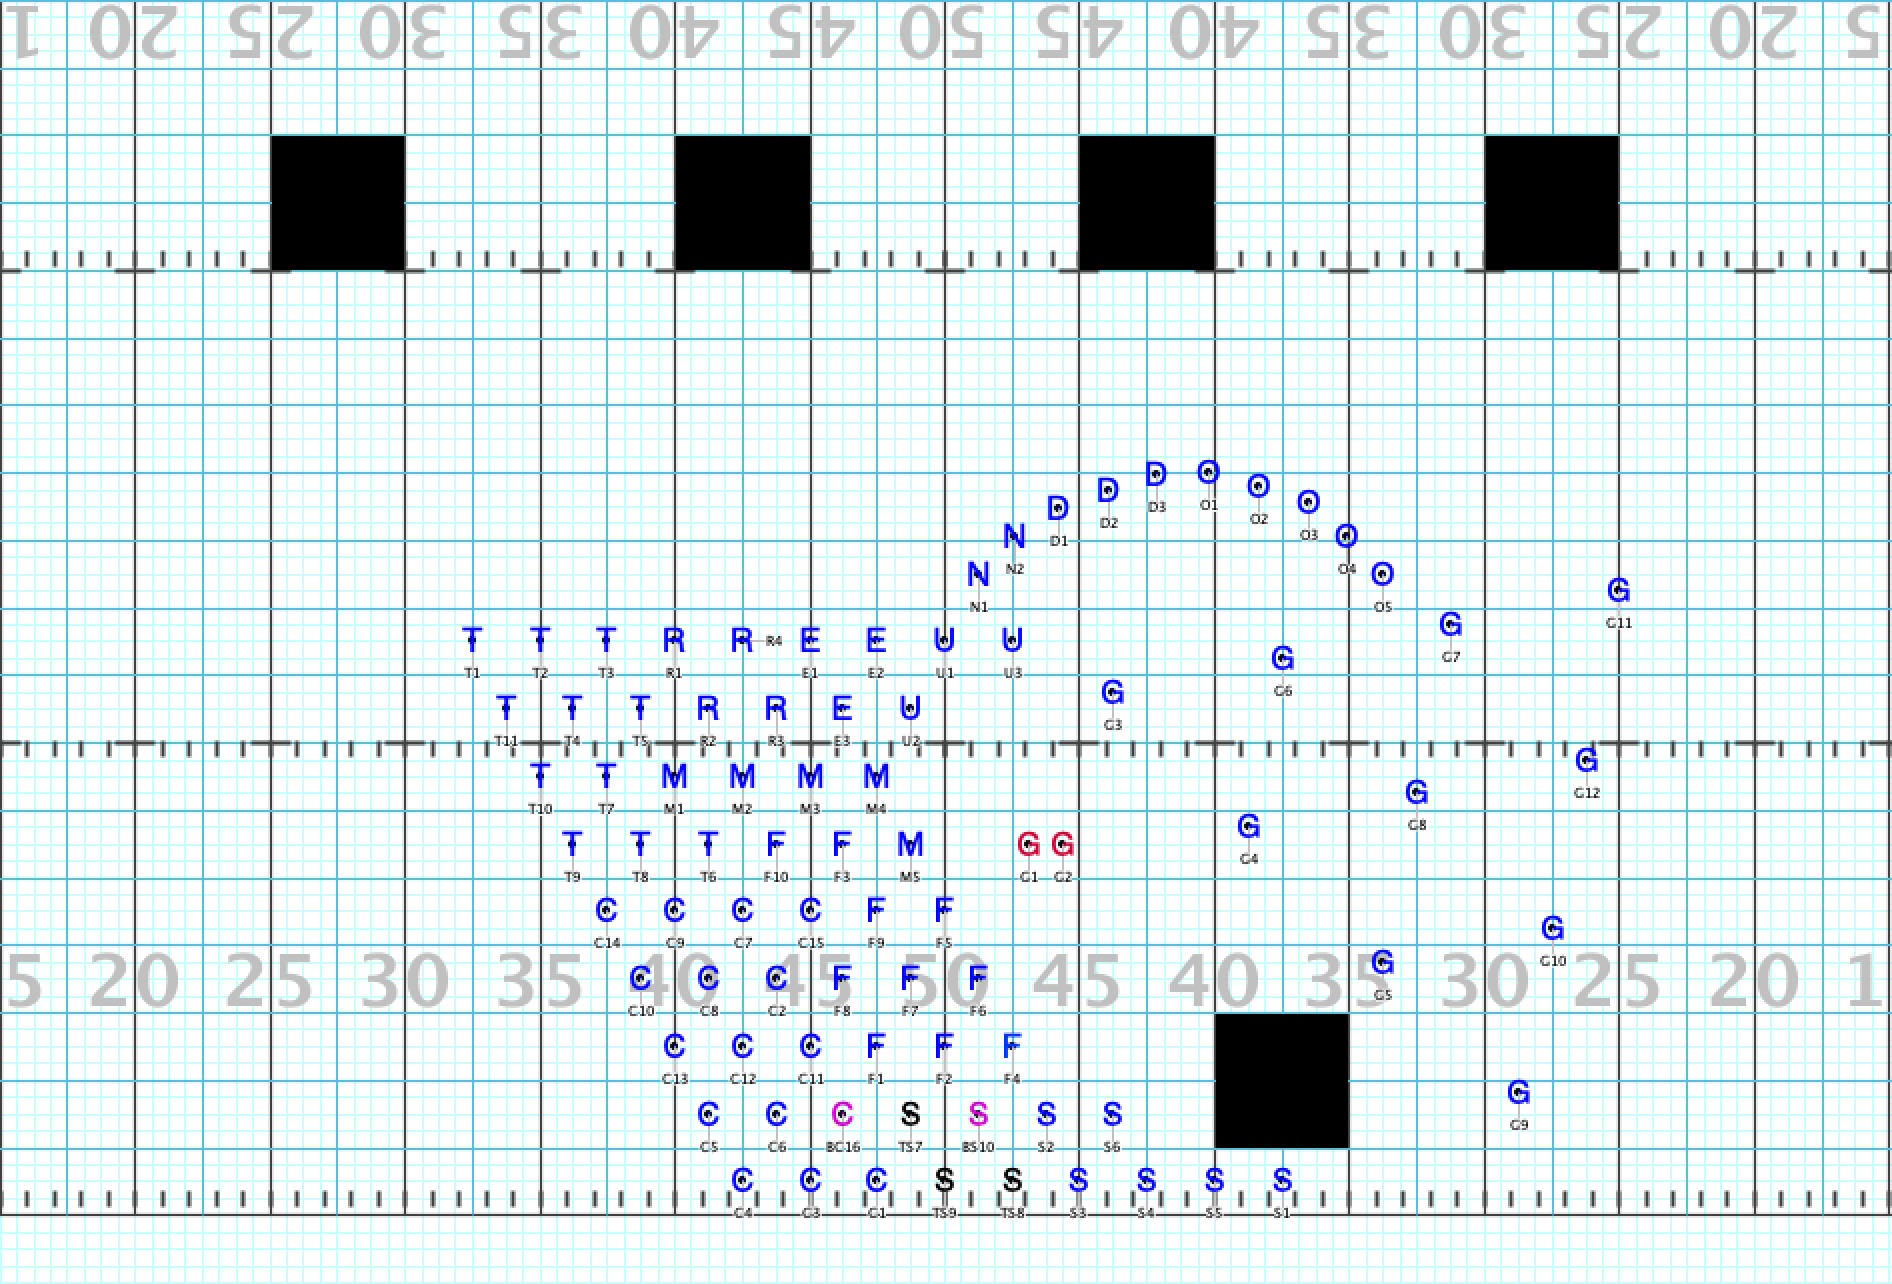 1 20 25 30 35 40 45 50 45 40 35 30 25 20 5
D D D O O O
D2 D3 O1 O2
D O
N D1 O3 O
N N2 O4 O
N1 O5 G
G11
T T T R R R4 E E U U G
T1 T2 T3 R1 E1 E2 U1 U3 G7
G
G6
T T T R R E U G
T11 T4 T5 R2 R3 E3 U2 G3
T T M M M M G G
T10 T7 M1 M2 M3 M4 G8 G12
T T T F F M G G G
T9 T8 T6 F10 F3 M5 G1 G2 G4
C C C C F F G
C14 C9 C7 C15 F9 F5 G10
5 20 25 30 35 40 45 50 45 40 35 30 25 20 1
C C C F F F G
C10 C8 C2 F8 F7 F6 G5
C C C F F F
C13 C12 C11 F1 F2 F4
C C C S S S S G
C5 C6 BC16 TS7 BS10 S2 S6 G9
C C C S S S S S S
C4 C3 C1 TS9 TS8 S3 S4 S5 S1